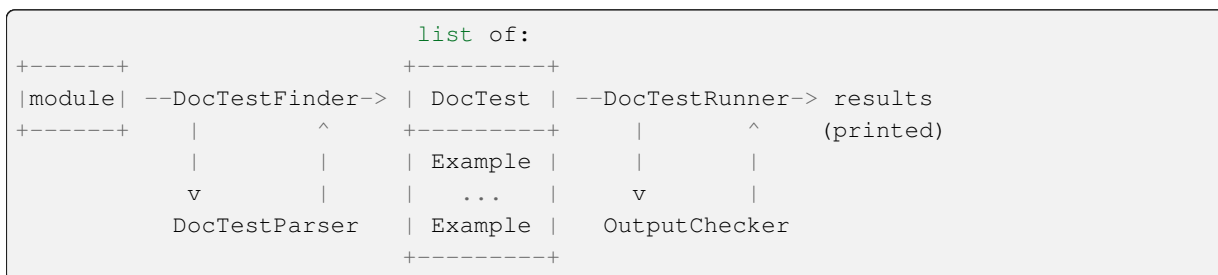 list of:
+------+                   +---------+
|module| --DocTestFinder-> | DocTest | --DocTestRunner-> results
+------+    |        ^     +---------+     |       ^    (printed)
            |        |     | Example |     |       |
            v        |     |   ...   |     v       |
           DocTestParser   | Example |   OutputChecker
                           +---------+